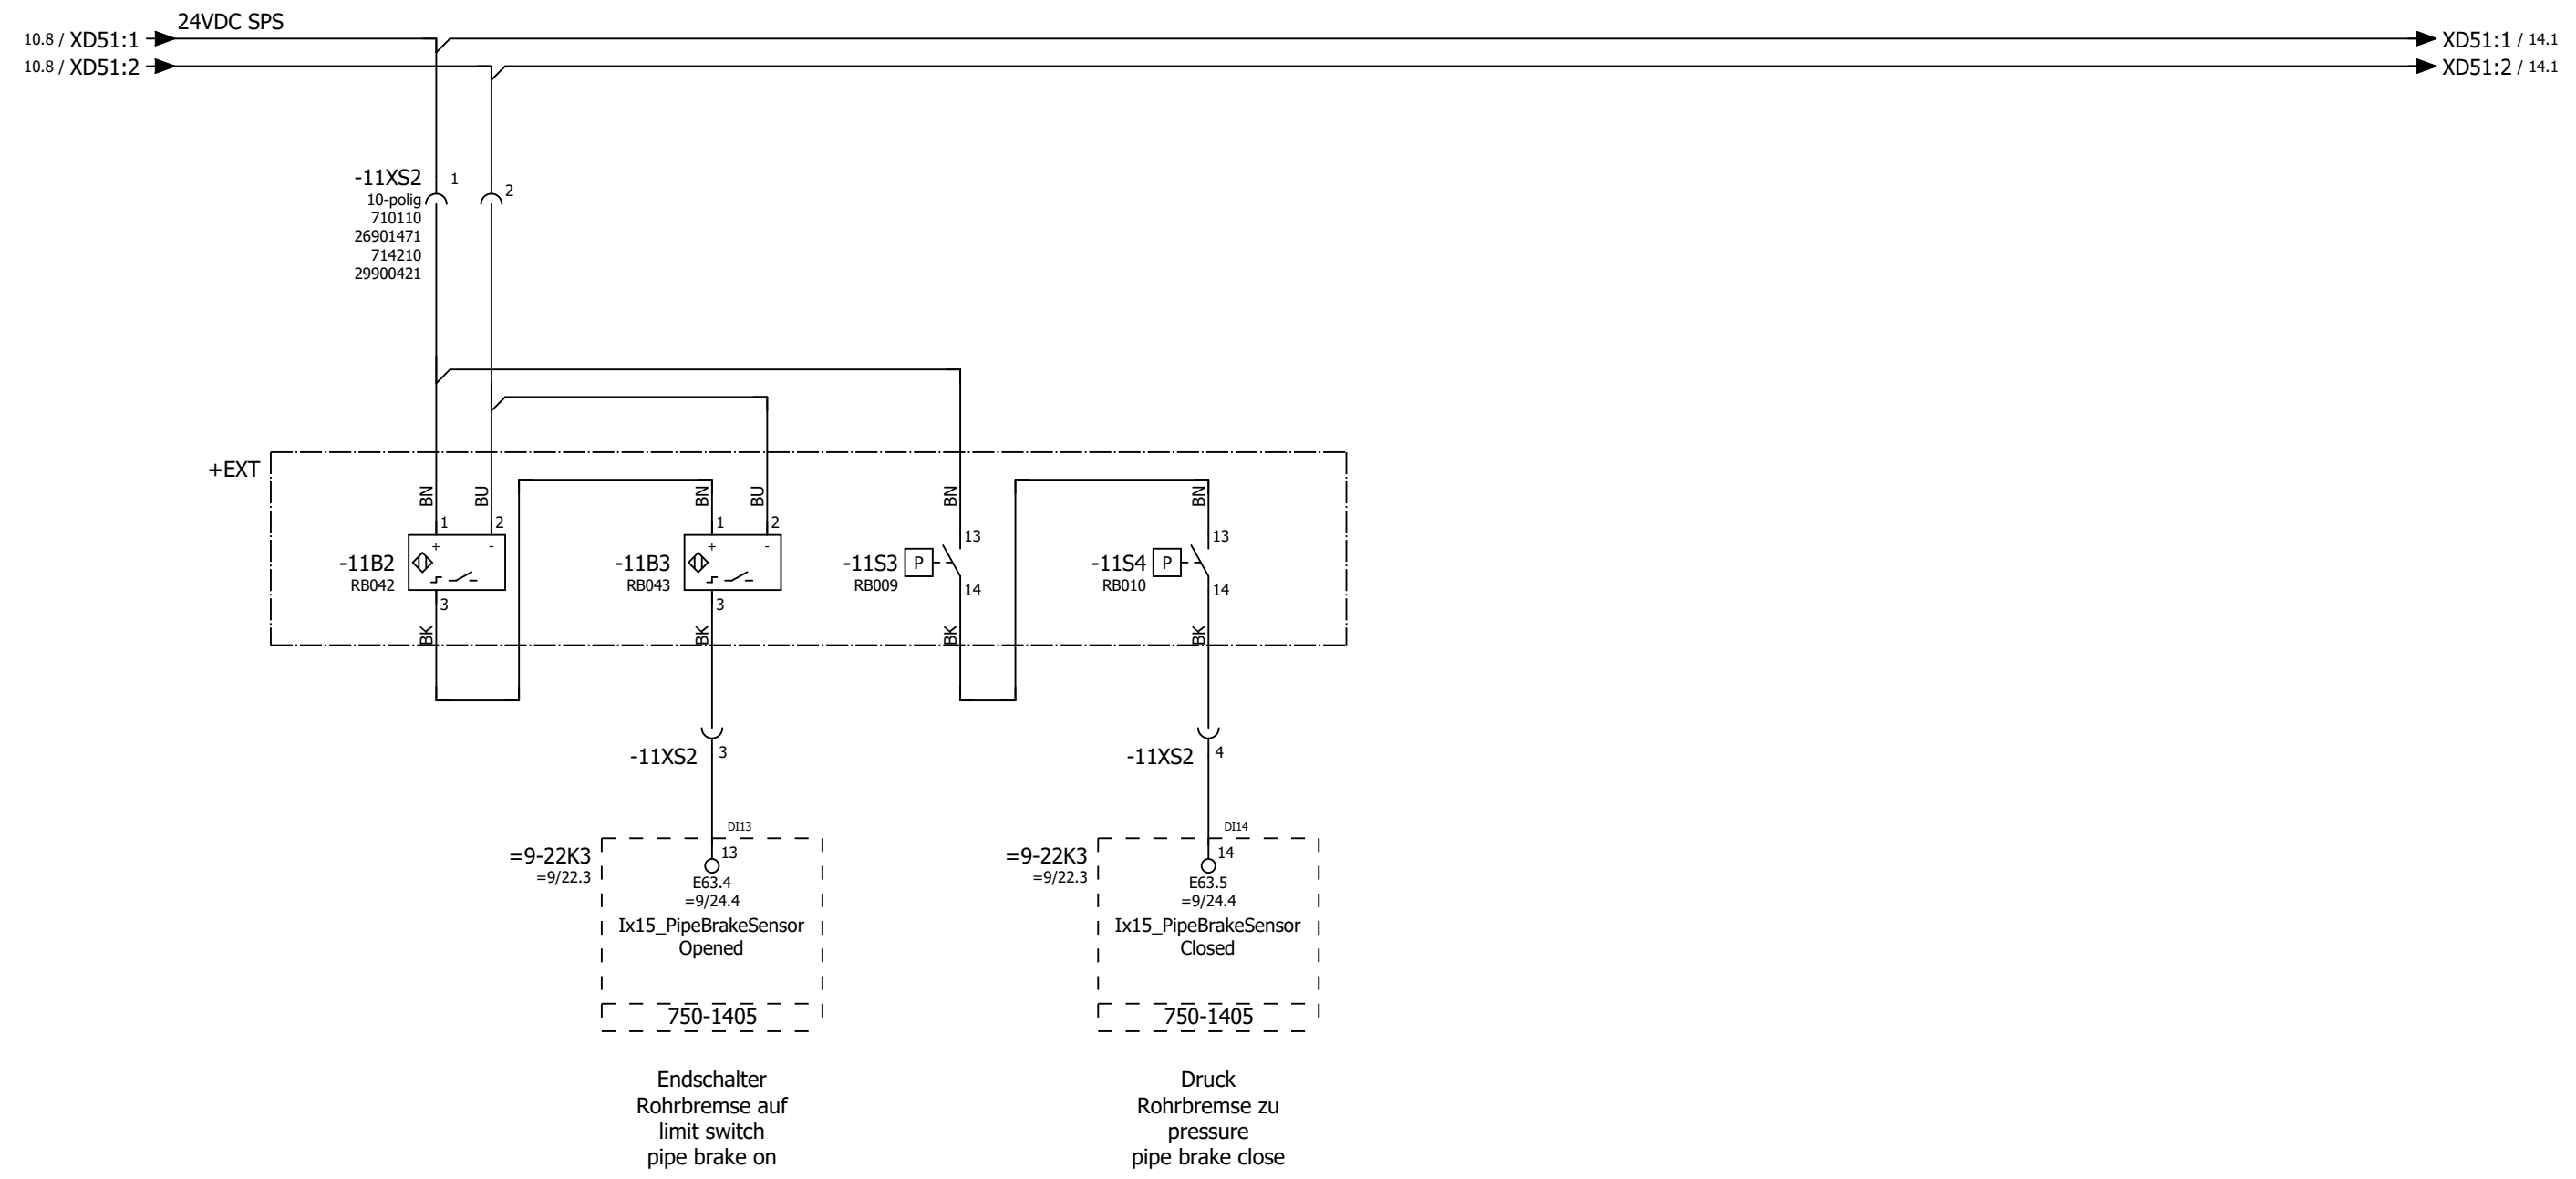 24VDC SPS
10.8 / XD51:1
XD51:1 / 14.1
10.8 / XD51:2
XD51:2 / 14.1
-11XS2 1 2
10-polig
710110
26901471
714210
29900421
+EXT
BN BU BN BU BN BN
1 2 1 2 13 13
+ - + -
-11B2 -11B3 -11S3 P -11S4 P
RB042 RB043 RB009 RB010
3 3 14 14
BK BK BK BK
-11XS2 3 -11XS2 4
DI13 DI14
=9-22K3 13 =9-22K3 14
=9/22.3 E63.4 =9/22.3 E63.5
=9/24.4 =9/24.4
Ix15_PipeBrakeSensor
Opened
Ix15_PipeBrakeSensor
Closed
750-1405 750-1405
Endschalter
Rohrbremse auf
limit switch
pipe brake on
Druck
Rohrbremse zu
pressure
pipe brake close